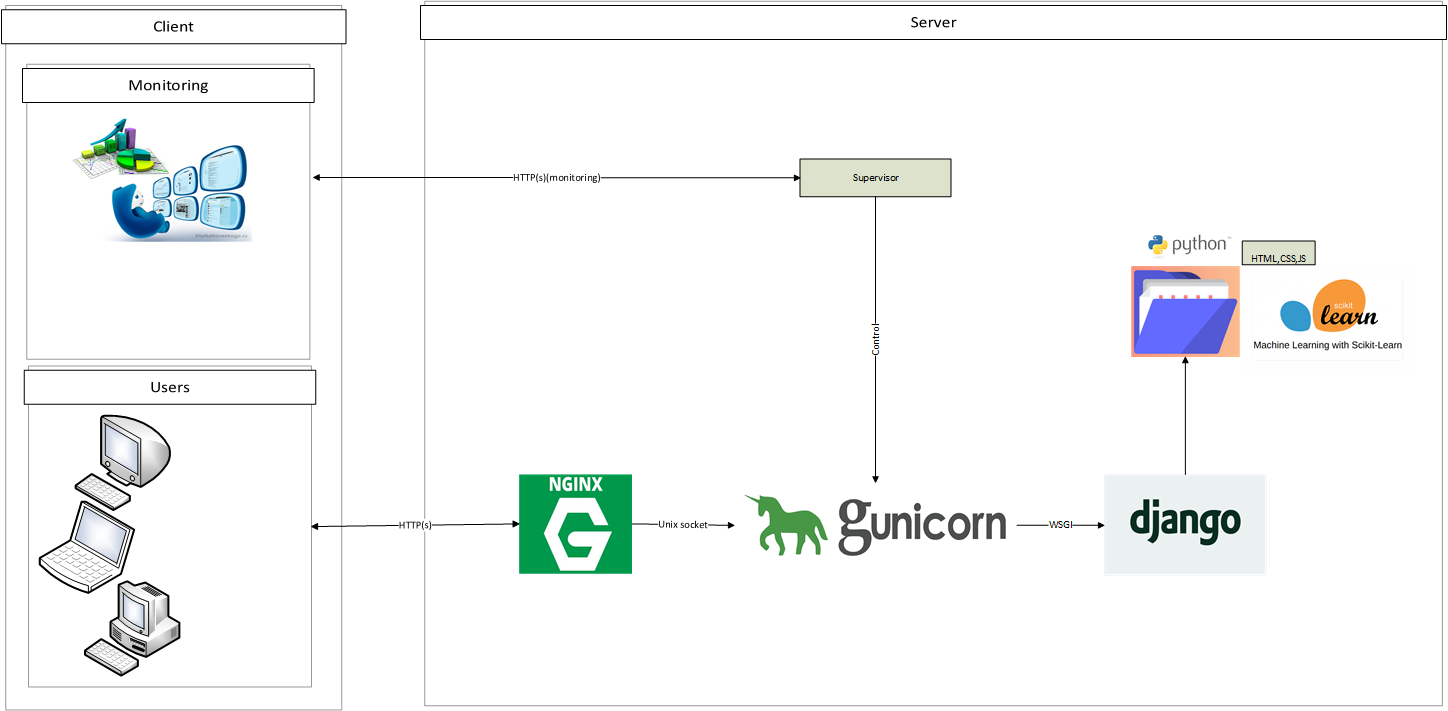 Client
Server
Monitoring
HTTP(s)(monitoring)
Supervisor
Control
python
HTML,CSS,JS
scikit
learn
Machine Learning with Scikit-Learn
Users
HTTP(s)
NGINX
Unix socket
gunicorn
WSGI
django